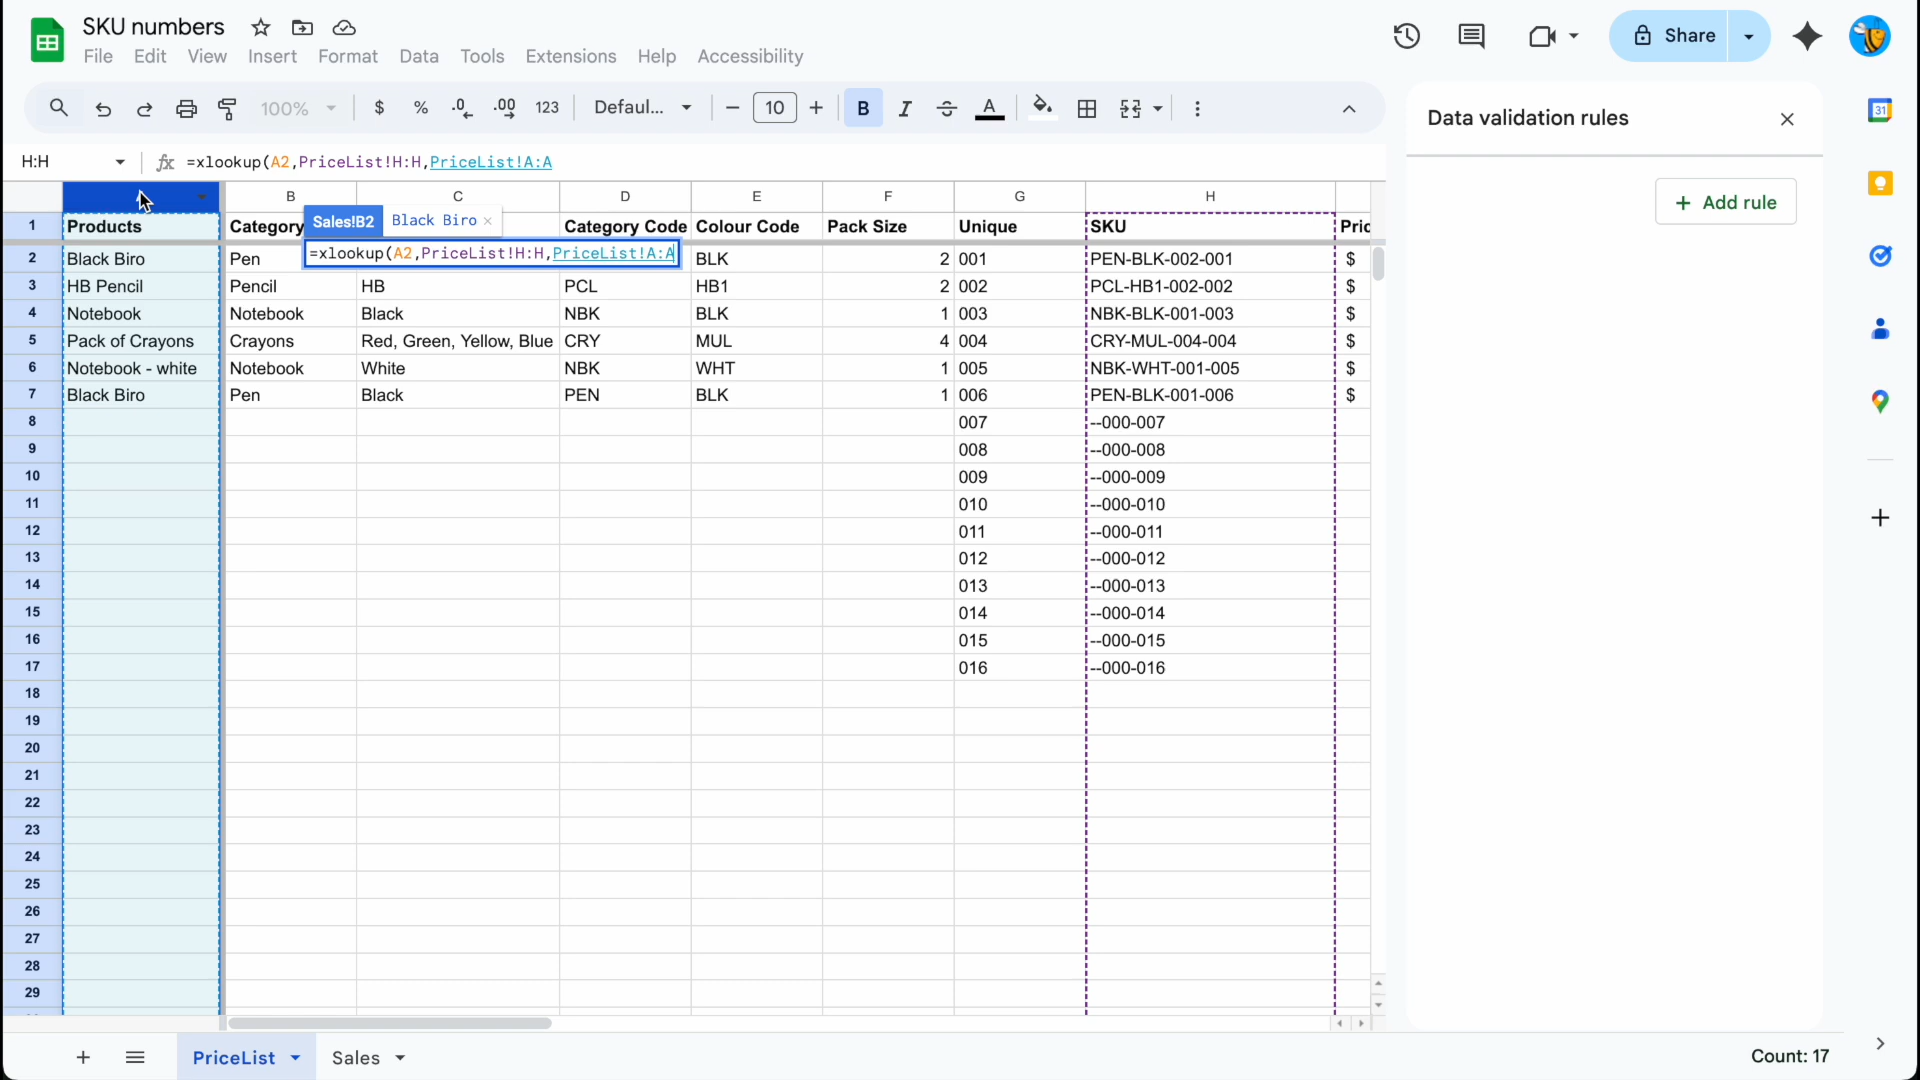 SKU numbers
File Edit View Insert Format Data Tools Extensions Help Accessibility
Share
100% $ % .0 .00 123 Defaul... − 10 + B I A
Data validation rules
31
H:H fx =xlookup(A2,PriceList!H:H,PriceList!A:A
Add rule
B C D E F G H
1 Products Category Category Code Colour Code Pack Size Unique SKU Pric
Sales!B2 Black Biro ×
=xlookup(A2,PriceList!H:H,PriceList!A:A
2 Black Biro Pen BLK 2 001 PEN-BLK-002-001 $
3 HB Pencil Pencil HB PCL HB1 2 002 PCL-HB1-002-002 $
4 Notebook Notebook Black NBK BLK 1 003 NBK-BLK-001-003 $
5 Pack of Crayons Crayons Red, Green, Yellow, Blue CRY MUL 4 004 CRY-MUL-004-004 $
6 Notebook - white Notebook White NBK WHT 1 005 NBK-WHT-001-005 $
7 Black Biro Pen Black PEN BLK 1 006 PEN-BLK-001-006 $
8 007 --000-007
9 008 --000-008
10 009 --000-009
11 010 --000-010
12 011 --000-011
13 012 --000-012
14 013 --000-013
15 014 --000-014
16 015 --000-015
17 016 --000-016
18
19
20
21
22
23
24
25
26
27
28
29
PriceList Sales Count: 17